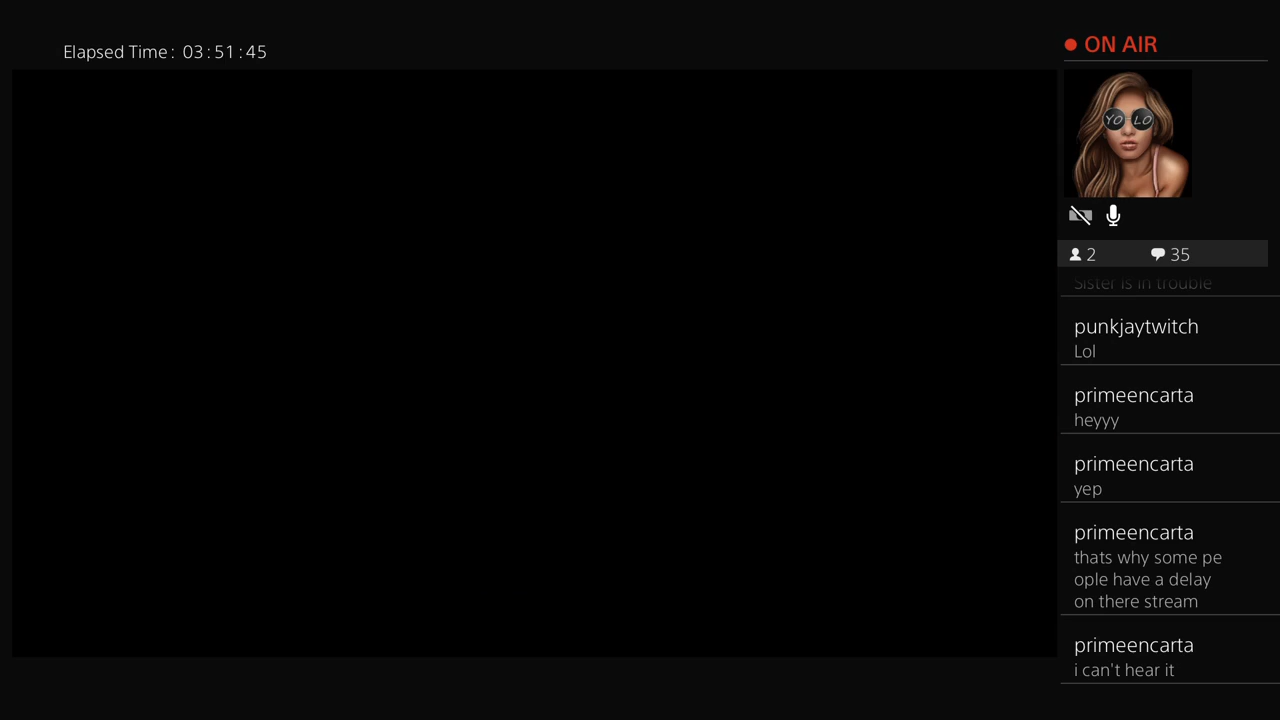 Elapsed Time: 03:51:45
ON AIR
YO LO
2 35
Sister is in trouble
punkjaytwitch
Lol
primeencarta
heyyy
primeencarta
yep
primeencarta
thats why some pe
ople have a delay
on there stream
primeencarta
i can't hear it